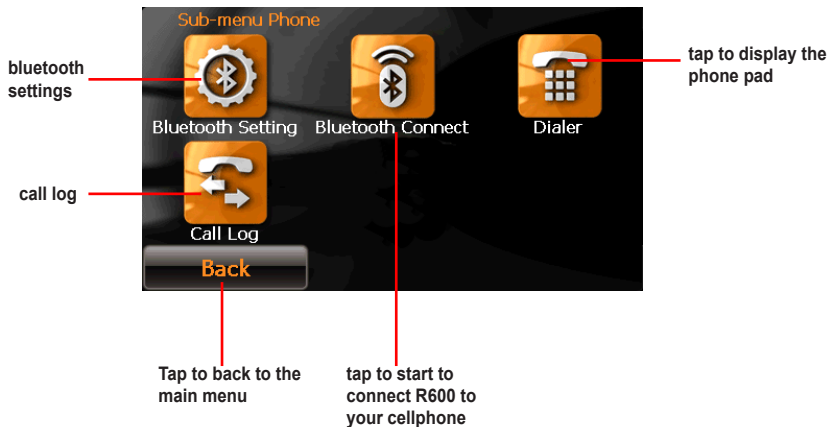 Sub-menu Phone
bluetooth
settings
tap to display the
phone pad
Bluetooth Setting
Bluetooth Connect
Dialer
call log
Call Log
Back
Tap to back to the
main menu
tap to start to
connect R600 to
your cellphone